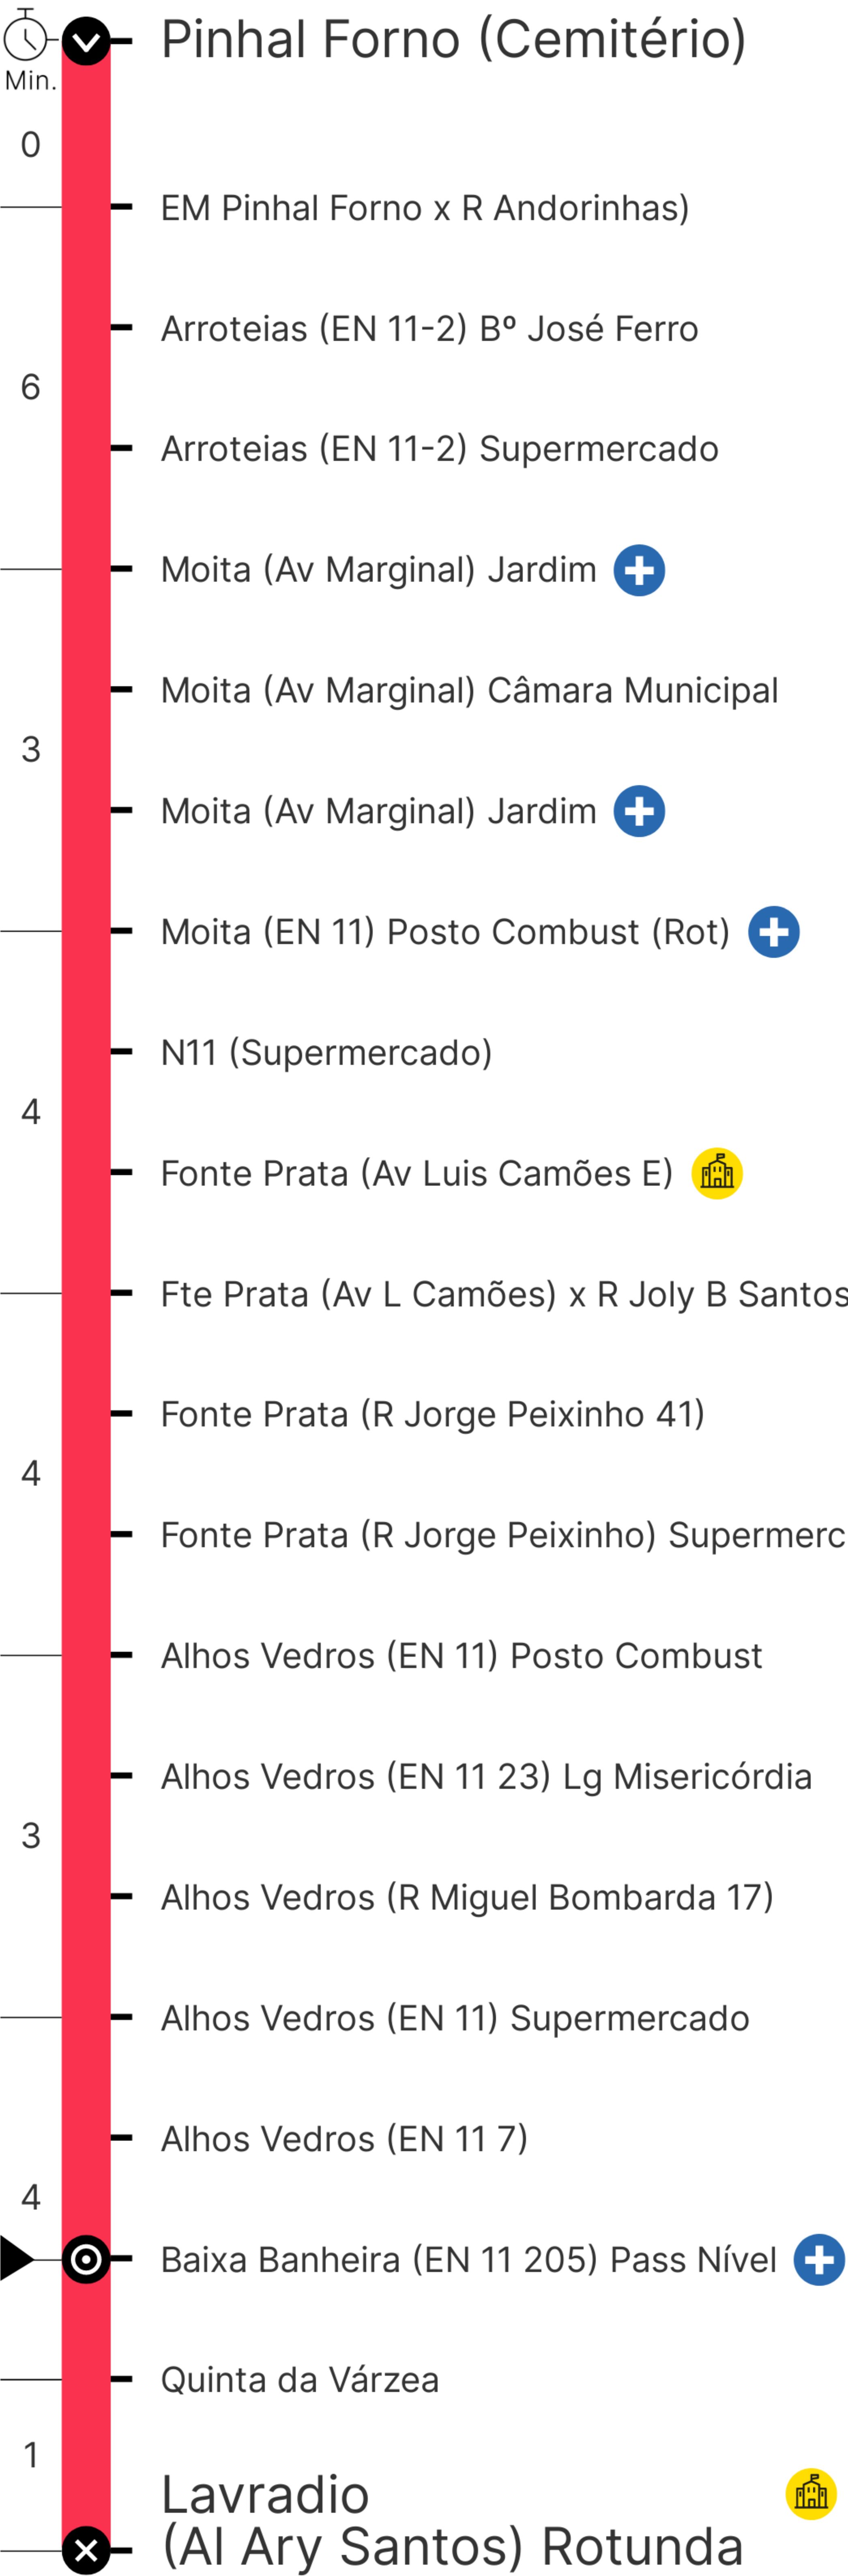 Pinhal Forno (Cemitério)
Min.
0
EM Pinhal Forno x R Andorinhas)
Arroteias (EN 11-2) Bº José Ferro
6
Arroteias (EN 11-2) Supermercado
Moita (Av Marginal) Jardim
Moita (Av Marginal) Câmara Municipal
3
Moita (Av Marginal) Jardim
Moita (EN 11) Posto Combust (Rot)
N11 (Supermercado)
4
Fonte Prata (Av Luis Camões E)
Fte Prata (Av L Camões) x R Joly B Santos
Fonte Prata (R Jorge Peixinho 41)
4
Fonte Prata (R Jorge Peixinho) Supermerc
Alhos Vedros (EN 11) Posto Combust
Alhos Vedros (EN 11 23) Lg Misericórdia
3
Alhos Vedros (R Miguel Bombarda 17)
Alhos Vedros (EN 11) Supermercado
Alhos Vedros (EN 11 7)
4
Baixa Banheira (EN 11 205) Pass Nível
Quinta da Várzea
1
Lavradio
(Al Ary Santos) Rotunda